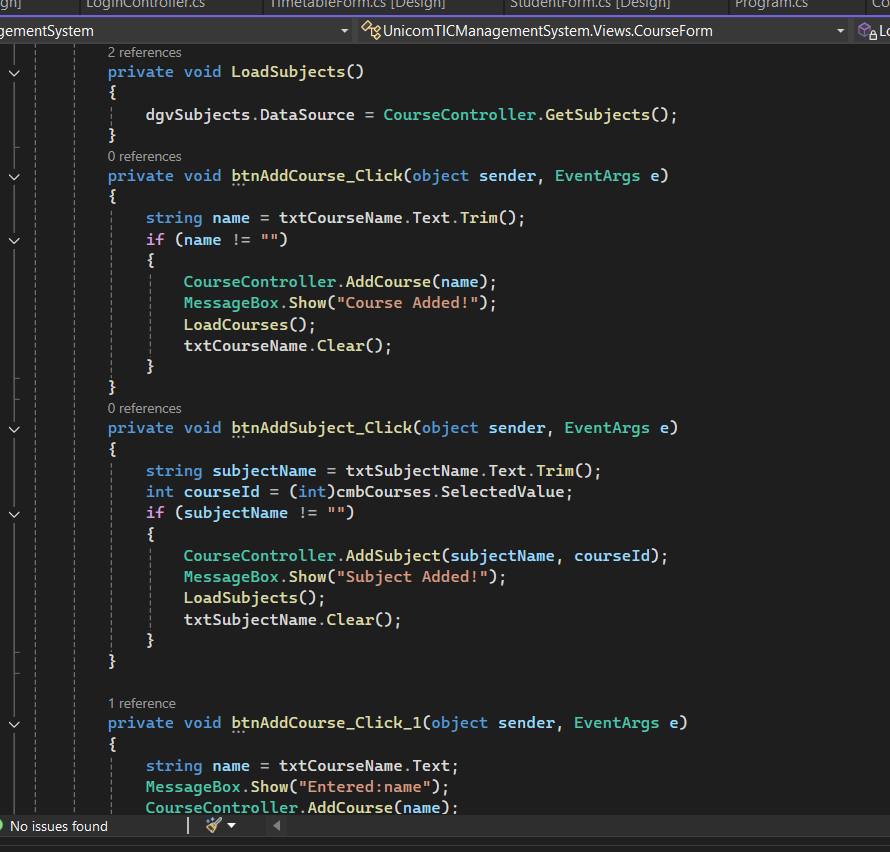 LoginController.cs TimetableForm.cs [Design] StudentForm.cs [Design] Program.cs
gementSystem UnicomTICManagementSystem.Views.CourseForm
2 references
private void LoadSubjects()
{
dgvSubjects.DataSource = CourseController.GetSubjects();
}
0 references
private void btnAddCourse_Click(object sender, EventArgs e)
{
string name = txtCourseName.Text.Trim();
if (name != "")
{
CourseController.AddCourse(name);
MessageBox.Show("Course Added!");
LoadCourses();
txtCourseName.Clear();
}
}
0 references
private void btnAddSubject_Click(object sender, EventArgs e)
{
string subjectName = txtSubjectName.Text.Trim();
int courseId = (int)cmbCourses.SelectedValue;
if (subjectName != "")
{
CourseController.AddSubject(subjectName, courseId);
MessageBox.Show("Subject Added!");
LoadSubjects();
txtSubjectName.Clear();
}
}
1 reference
private void btnAddCourse_Click_1(object sender, EventArgs e)
{
string name = txtCourseName.Text;
MessageBox.Show("Entered:name");
CourseController.AddCourse(name);
No issues found